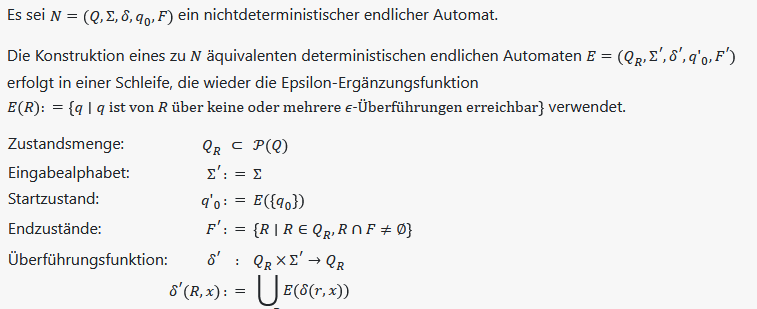 Es sei N = (Q, Σ, δ, q₀, F) ein nichtdeterministischer endlicher Automat.
Die Konstruktion eines zu N äquivalenten deterministischen endlichen Automaten E = (Q_R, Σ′, δ′, q'₀, F′)
erfolgt in einer Schleife, die wieder die Epsilon-Ergänzungsfunktion
E(R): = {q ∣ q ist von R über keine oder mehrere ϵ-Überführungen erreichbar} verwendet.
Zustandsmenge: Q_R ⊂ 𝒫(Q)
Eingabealphabet: Σ′: = Σ
Startzustand: q'₀: = E({q₀})
Endzustände: F′: = {R ∣ R ∈ Q_R, R ∩ F ≠ ∅}
Überführungsfunktion: δ′ : Q_R × Σ′ → Q_R
δ′(R, x): = ⋃ E(δ(r, x))